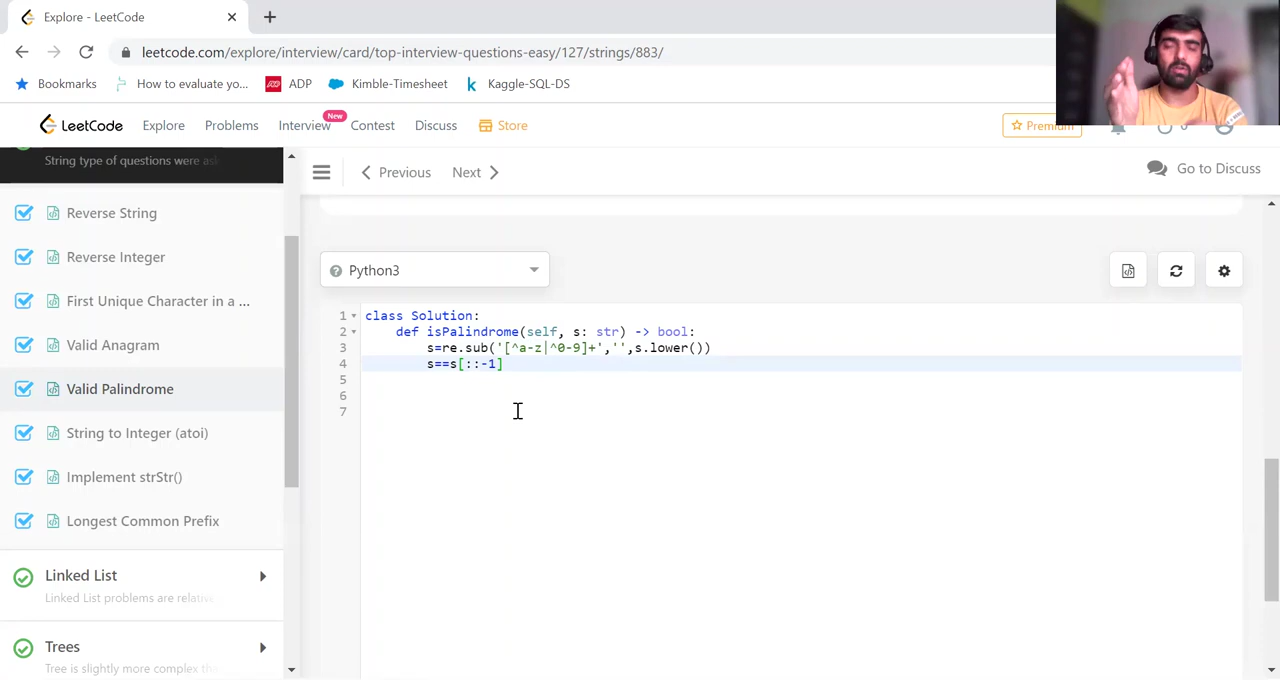 Explore - LeetCode
leetcode.com/explore/interview/card/top-interview-questions-easy/127/strings/883/
Bookmarks How to evaluate yo... ADP Kimble-Timesheet Kaggle-SQL-DS
LeetCode Explore Problems Interview New Contest Discuss Store Premium
String type of questions were
Previous Next Go to Discuss
Reverse String
Reverse Integer
First Unique Character in a ...
Valid Anagram
Valid Palindrome
String to Integer (atoi)
Implement strStr()
Longest Common Prefix
Linked List
Linked List problems are
Trees
Tree is slightly more complex
Python3
1 class Solution:
2 def isPalindrome(self, s: str) -> bool:
3 s=re.sub('[^a-z|^0-9]+','',s.lower())
4 s==s[::-1]
5
6
7